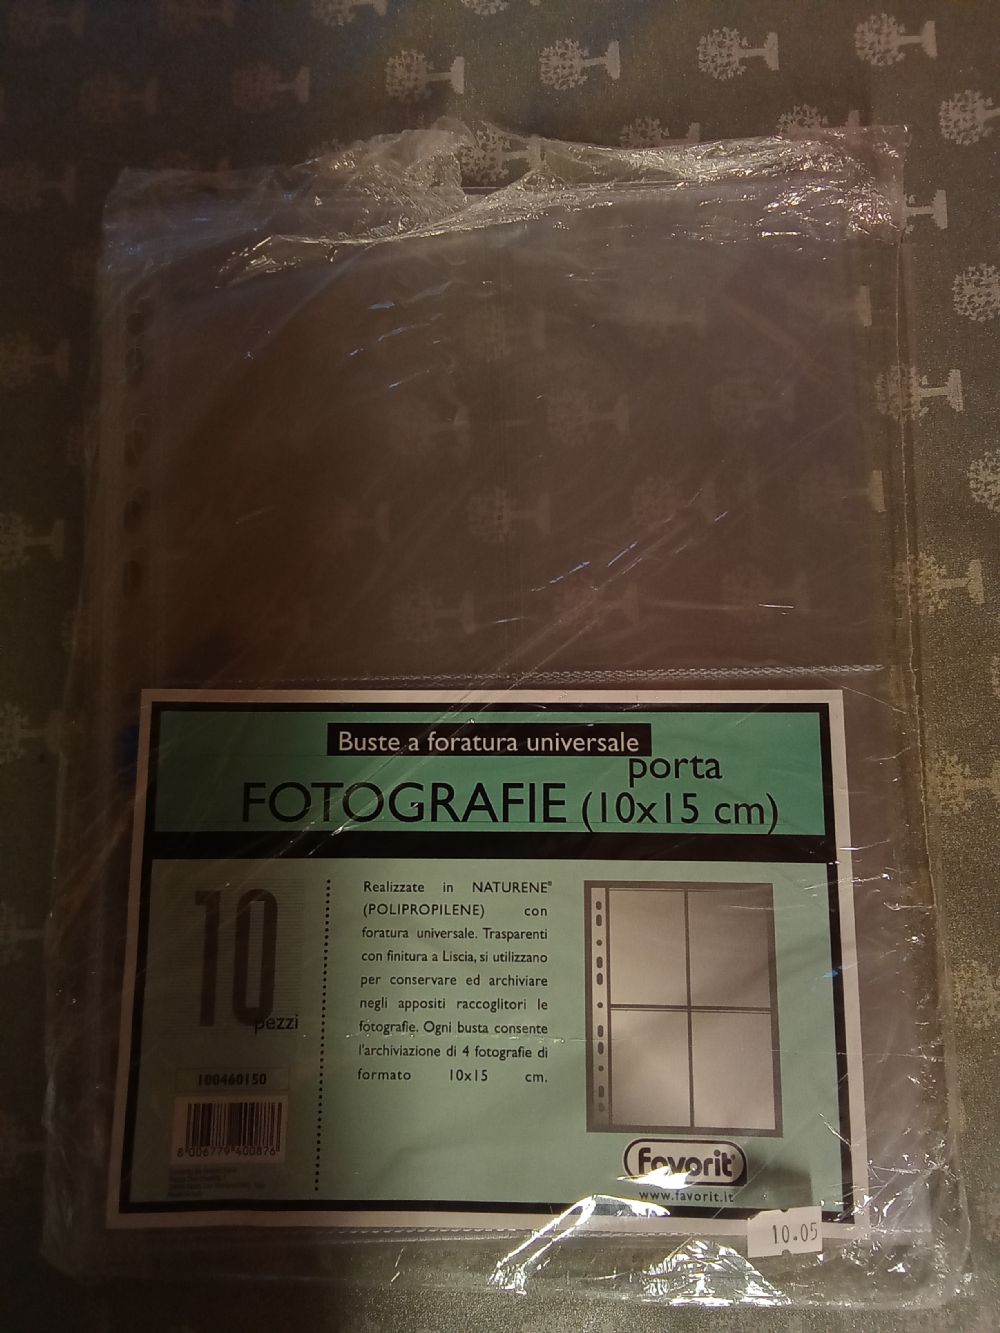 Buste a foratura universale
porta
FOTOGRAFIE (10x15 cm)
10
pezzi
100460150
8 006779 400876
Realizzate in NATURENE®
(POLIPROPILENE) con
foratura universale. Trasparenti
con finitura a Liscia, si utilizzano
per conservare ed archiviare
negli appositi raccoglitori le
fotografie. Ogni busta consente
l'archiviazione di 4 fotografie di
formato 10x15 cm.
Favorit®
www.favorit.it
10.05